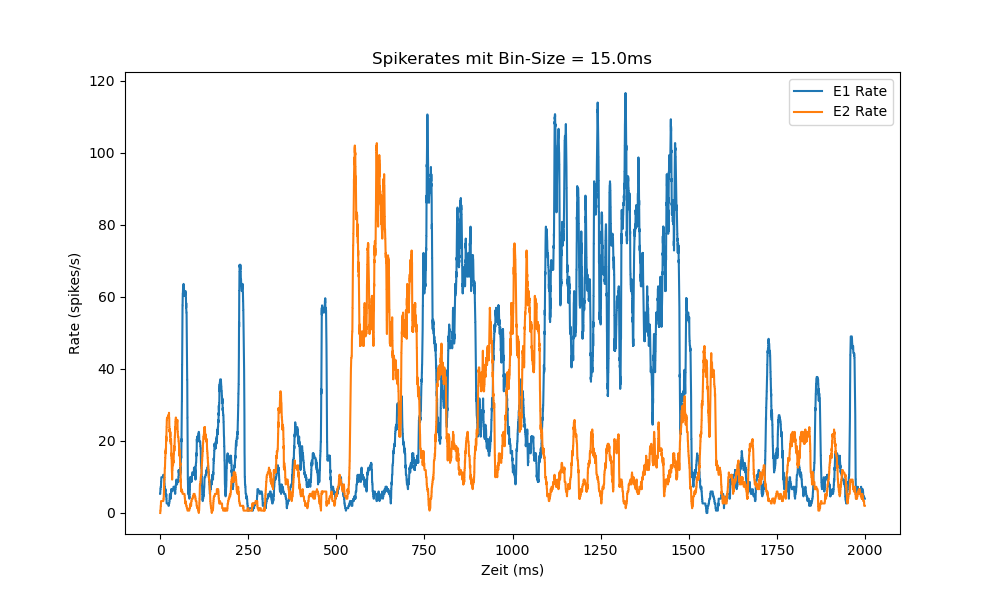 Spikerates mit Bin-Size = 15.0ms
E1 Rate
E2 Rate
Rate (spikes/s)
120
100
80
60
40
20
0
0 250 500 750 1000 1250 1500 1750 2000
Zeit (ms)